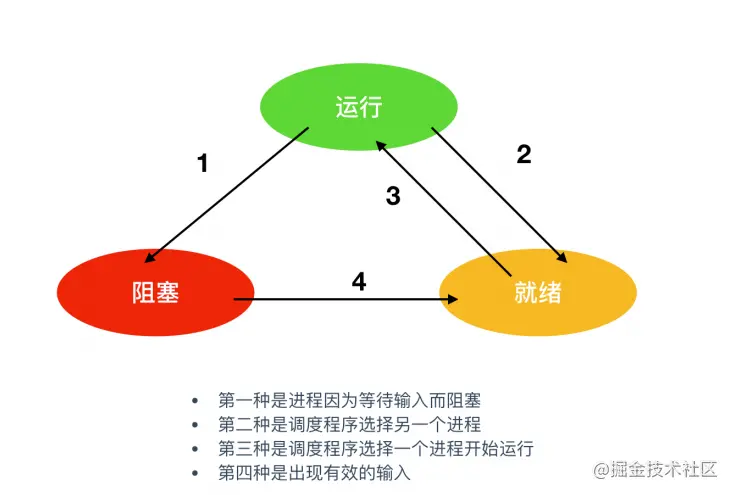 运行
1
2
3
阻塞
4
就绪
• 第一种是进程因为等待输入而阻塞
• 第二种是调度程序选择另一个进程
• 第三种是调度程序选择一个进程开始运行
• 第四种是出现有效的输入
@掘金技术社区